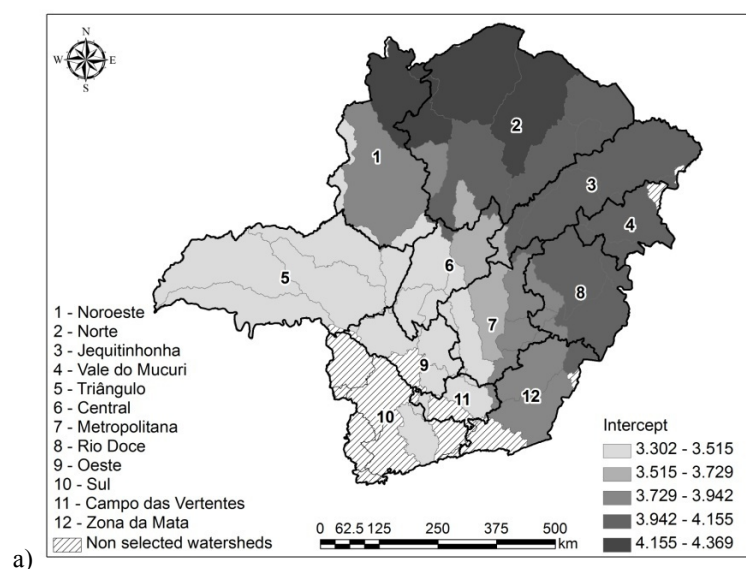 N
W E
S
1
2
3
4
5
6
7
8
9
10
11
12
1 - Noroeste
2 - Norte
3 - Jequitinhonha
4 - Vale do Mucuri
5 - Triângulo
6 - Central
7 - Metropolitana
8 - Rio Doce
9 - Oeste
10 - Sul
11 - Campo das Vertentes
12 - Zona da Mata
Non selected watersheds
0 62.5 125 250 375 500
km
Intercept
3.302 - 3.515
3.515 - 3.729
3.729 - 3.942
3.942 - 4.155
4.155 - 4.369
a)